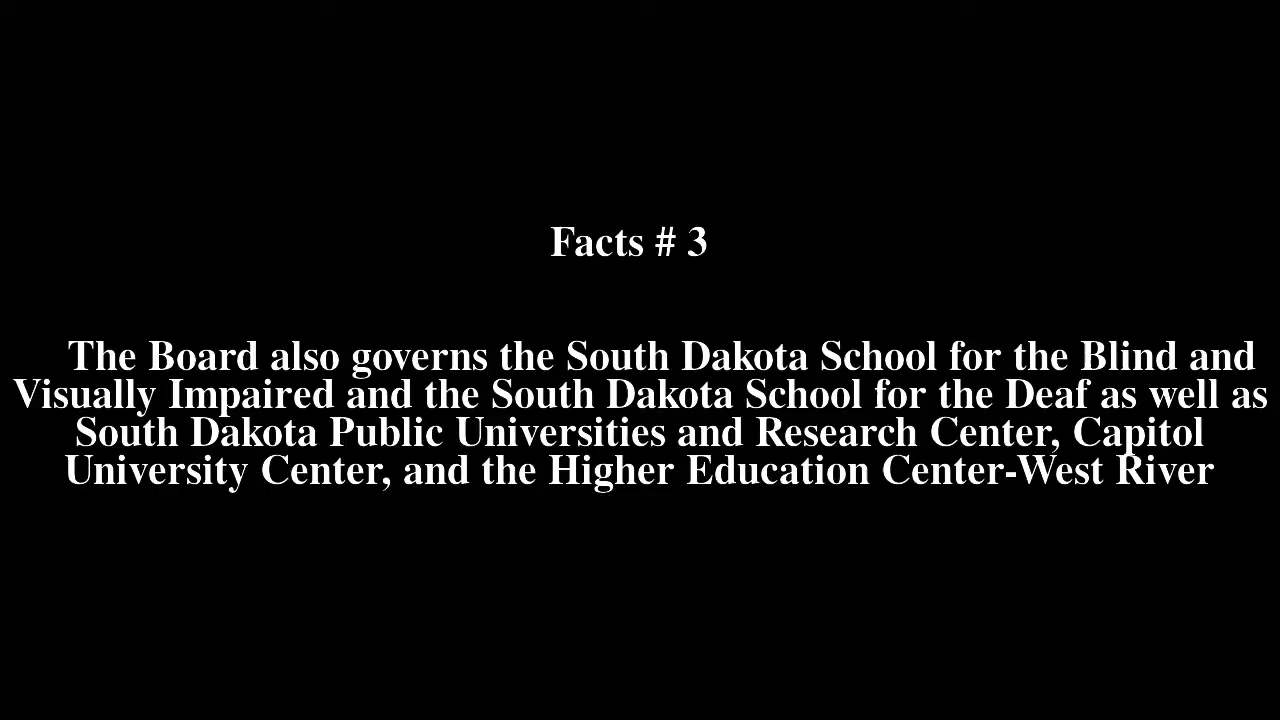 Facts # 3
The Board also governs the South Dakota School for the Blind and
Visually Impaired and the South Dakota School for the Deaf as well as
South Dakota Public Universities and Research Center, Capitol
University Center, and the Higher Education Center-West River